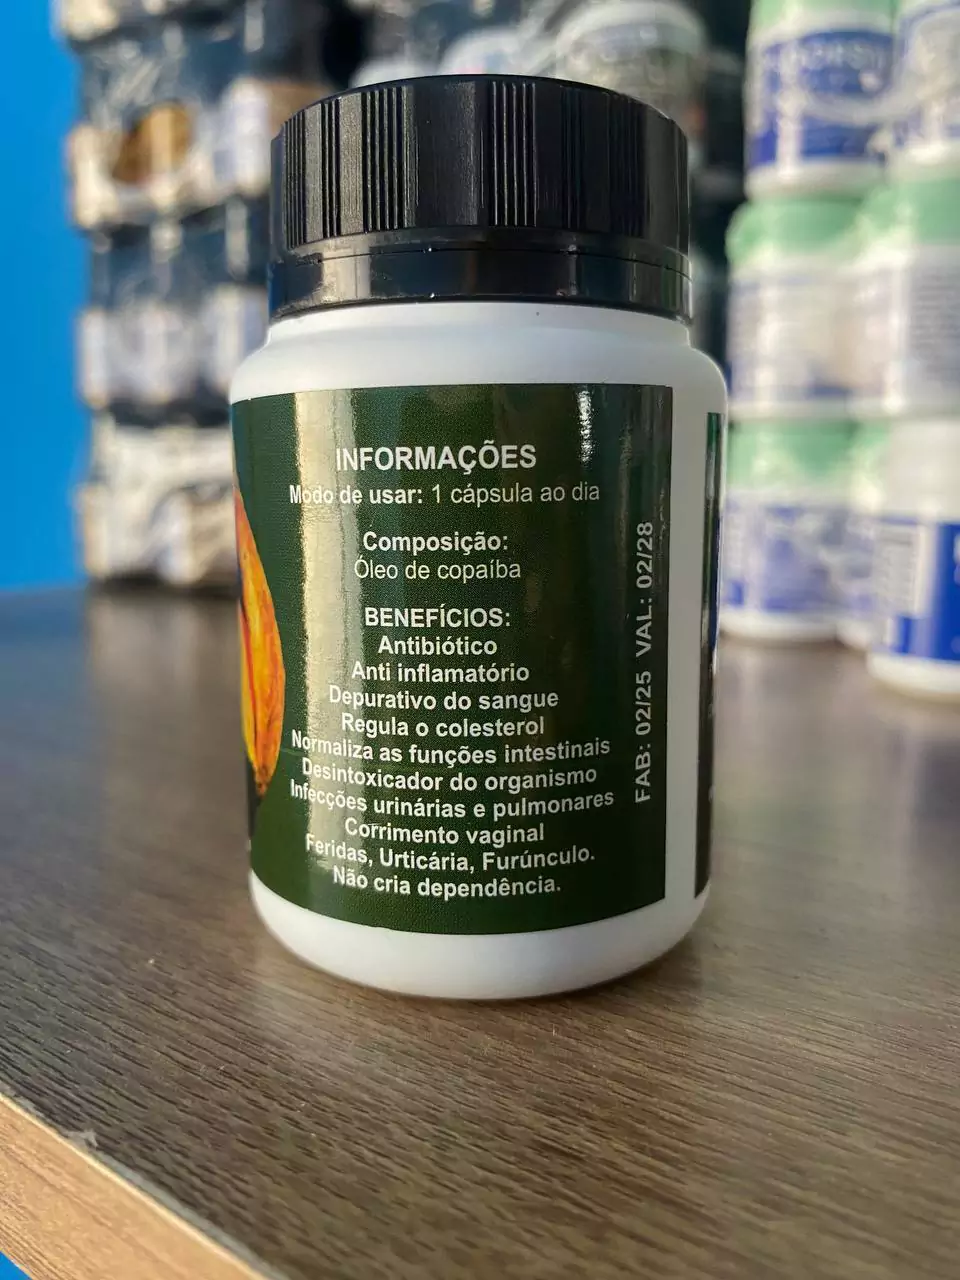 INFORMAÇÕES
Modo de usar: 1 cápsula ao dia
Composição:
Óleo de copaíba
BENEFÍCIOS:
Antibiótico
Anti inflamatório
Depurativo do sangue
Regula o colesterol
Normaliza as funções intestinais
Desintoxicador do organismo
Infecções urinárias e pulmonares
Corrimento vaginal
Feridas, Urticária, Furúnculo.
Não cria dependência.
FAB: 02/25 VAL: 02/28